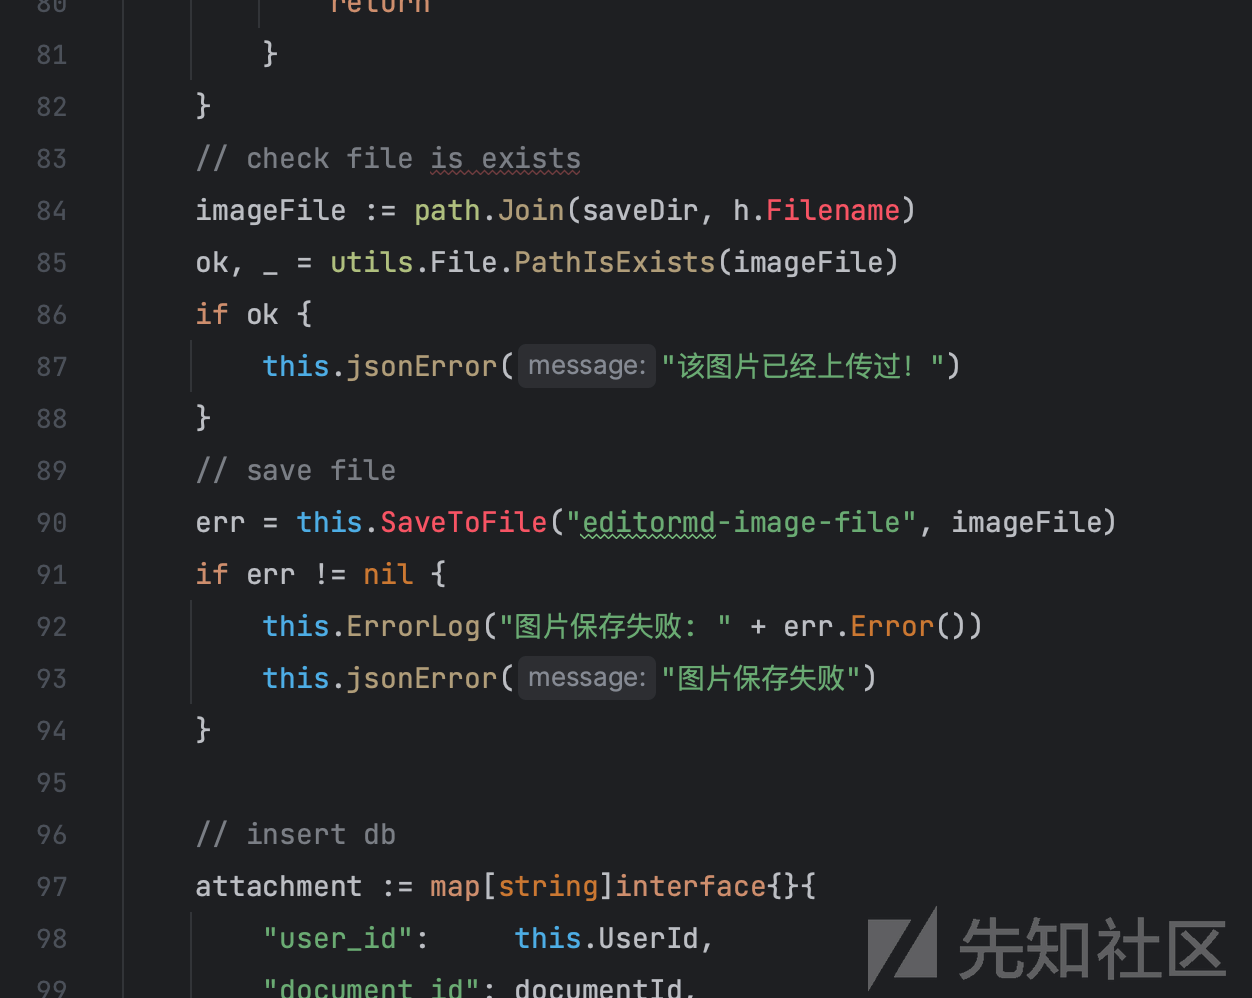 80 return
81 }
82 }
83 // check file is exists
84 imageFile := path.Join(saveDir, h.Filename)
85 ok, _ = utils.File.PathIsExists(imageFile)
86 if ok {
87 this.jsonError( message: "该图片已经上传过！")
88 }
89 // save file
90 err = this.SaveToFile("editormd-image-file", imageFile)
91 if err != nil {
92 this.ErrorLog("图片保存失败：" + err.Error())
93 this.jsonError( message: "图片保存失败")
94 }
95
96 // insert db
97 attachment := map[string]interface{}{
98 "user_id": this.UserId,
99 "document_id": documentId,
先知社区